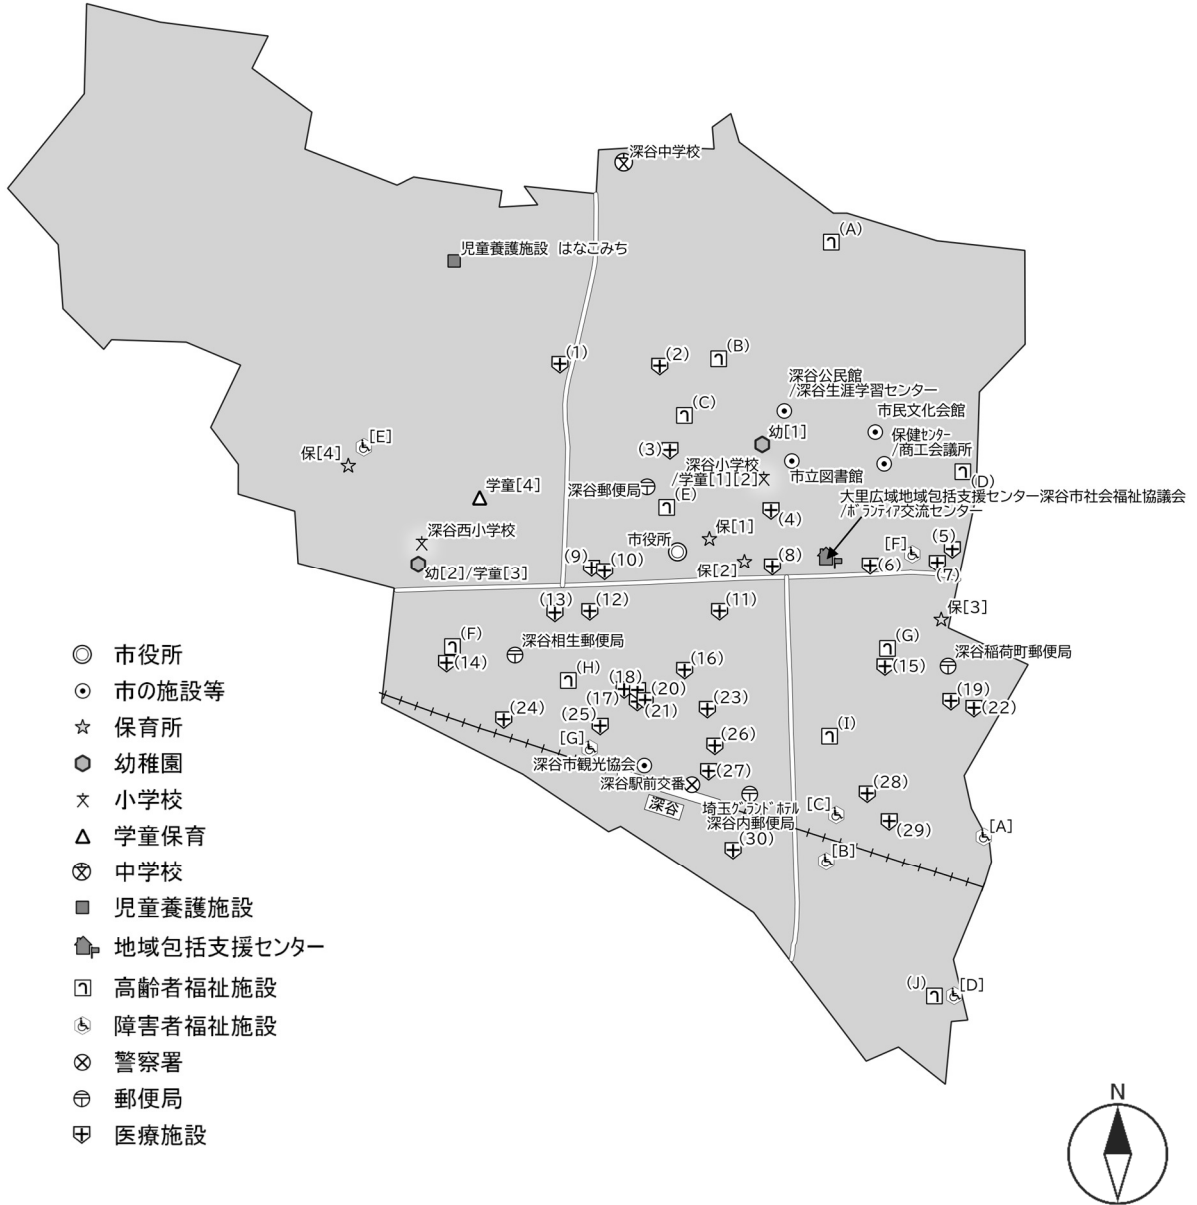 深谷中学校
(A)
児童養護施設 はなこみち
(1)
(2)
(B)
深谷公民館
/深谷生涯学習センター
(C)
市民文化会館
幼[1]
保健ｾﾝﾀｰ
/商工会議所
[E]
保[4]
(3)
深谷小学校
/学童[1][2]
市立図書館
(D)
学童[4]
深谷郵便局
(E)
大里広域地域包括支援センター深谷市社会福祉協議会
/ﾎﾞﾗﾝﾃｨｱ交流センター
(4)
深谷西小学校
保[1]
市役所
[F]
(5)
(9)
(10)
保[2]
(8)
(6)
(7)
幼[2]/学童[3]
(13)
(12)
(11)
保[3]
(F)
深谷相生郵便局
(G)
深谷稲荷町郵便局
(14)
(H)
(16)
(15)
(18)
(17)
(20)
(21)
(23)
(19)
(22)
(24)
(25)
[G]
(26)
(I)
深谷市観光協会
(27)
深谷駅前交番
深谷
埼玉ｸﾞﾗﾝﾄﾞﾎﾃﾙ
深谷内郵便局
[C]
(28)
(29)
[A]
(30)
[B]
(J)
[D]
市役所
市の施設等
保育所
幼稚園
小学校
学童保育
中学校
児童養護施設
地域包括支援センター
高齢者福祉施設
障害者福祉施設
警察署
郵便局
医療施設
N